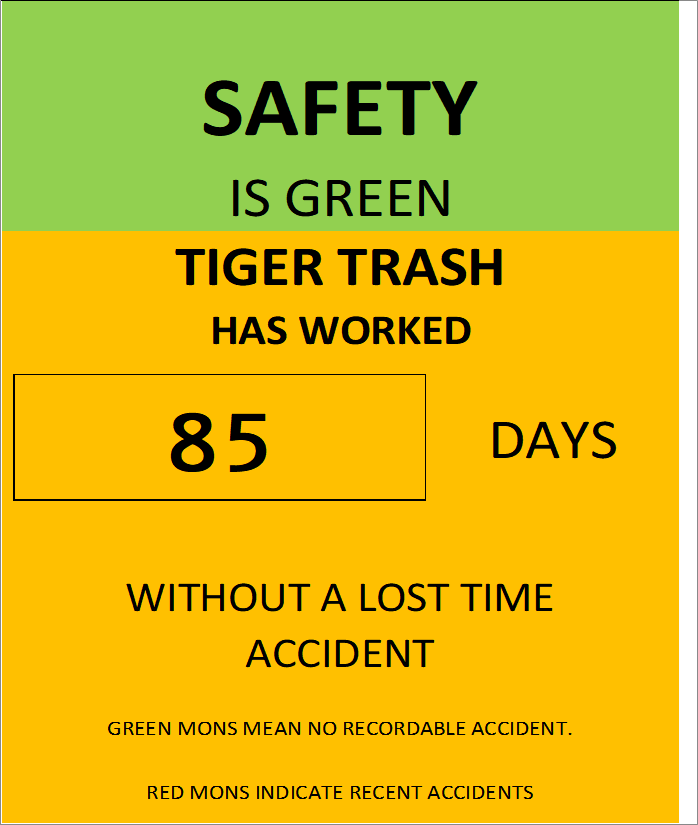 SAFETY
IS GREEN
TIGER TRASH
HAS WORKED
85 DAYS
WITHOUT A LOST TIME
ACCIDENT
GREEN MONS MEAN NO RECORDABLE ACCIDENT.
RED MONS INDICATE RECENT ACCIDENTS